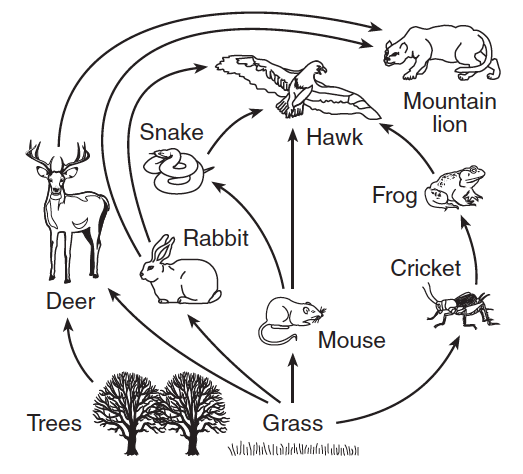 Mountain
lion
Snake
Hawk
Frog
Rabbit
Cricket
Deer
Mouse
Trees
Grass